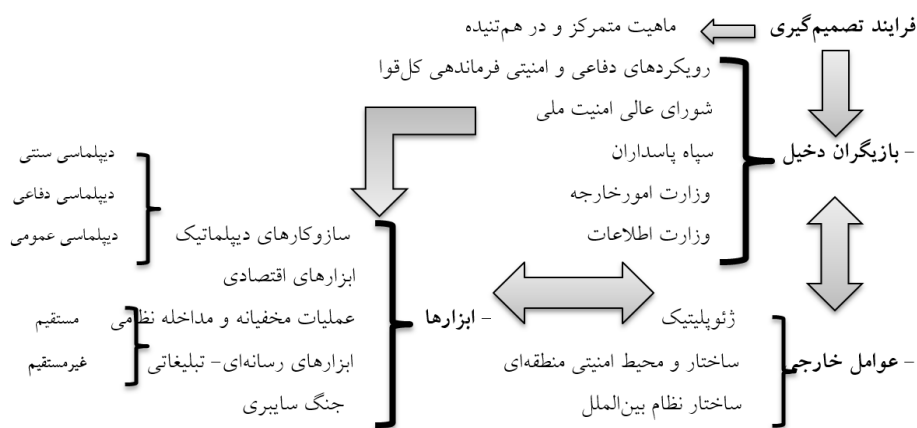 فرایند تصمیم‌گیری
ماهیت متمرکز و در هم‌تنیده
– بازیگران دخیل
رویکردهای دفاعی و امنیتی فرماندهی کل‌قوا
شورای عالی امنیت ملی
سپاه پاسداران
وزارت امورخارجه
وزارت اطلاعات
– عوامل خارجی
ژئوپلیتیک
ساختار و محیط امنیتی منطقه‌ای
ساختار نظام بین‌الملل
– ابزارها
سازوکارهای دیپلماتیک
دیپلماسی سنتی
دیپلماسی دفاعی
دیپلماسی عمومی
ابزارهای اقتصادی
عملیات مخفیانه و مداخله نظامی
مستقیم
غیرمستقیم
ابزارهای رسانه‌ای– تبلیغاتی
جنگ سایبری